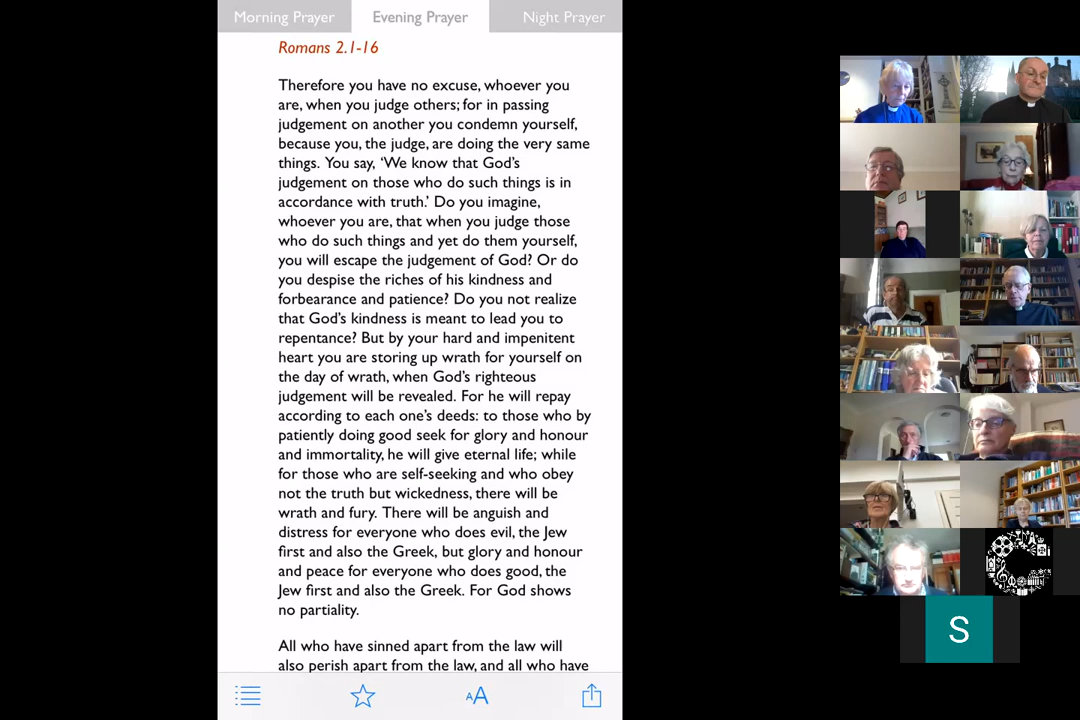 Morning Prayer
Evening Prayer
Night Prayer
Romans 2.1-16
Therefore you have no excuse, whoever you
are, when you judge others; for in passing
judgement on another you condemn yourself,
because you, the judge, are doing the very same
things. You say, ‘We know that God’s
judgement on those who do such things is in
accordance with truth.’ Do you imagine,
whoever you are, that when you judge those
who do such things and yet do them yourself,
you will escape the judgement of God? Or do
you despise the riches of his kindness and
forbearance and patience? Do you not realize
that God’s kindness is meant to lead you to
repentance? But by your hard and impenitent
heart you are storing up wrath for yourself on
the day of wrath, when God’s righteous
judgement will be revealed. For he will repay
according to each one’s deeds: to those who by
patiently doing good seek for glory and honour
and immortality, he will give eternal life; while
for those who are self-seeking and who obey
not the truth but wickedness, there will be
wrath and fury. There will be anguish and
distress for everyone who does evil, the Jew
first and also the Greek, but glory and honour
and peace for everyone who does good, the
Jew first and also the Greek. For God shows
no partiality.
All who have sinned apart from the law will
also perish apart from the law, and all who have
AA
S